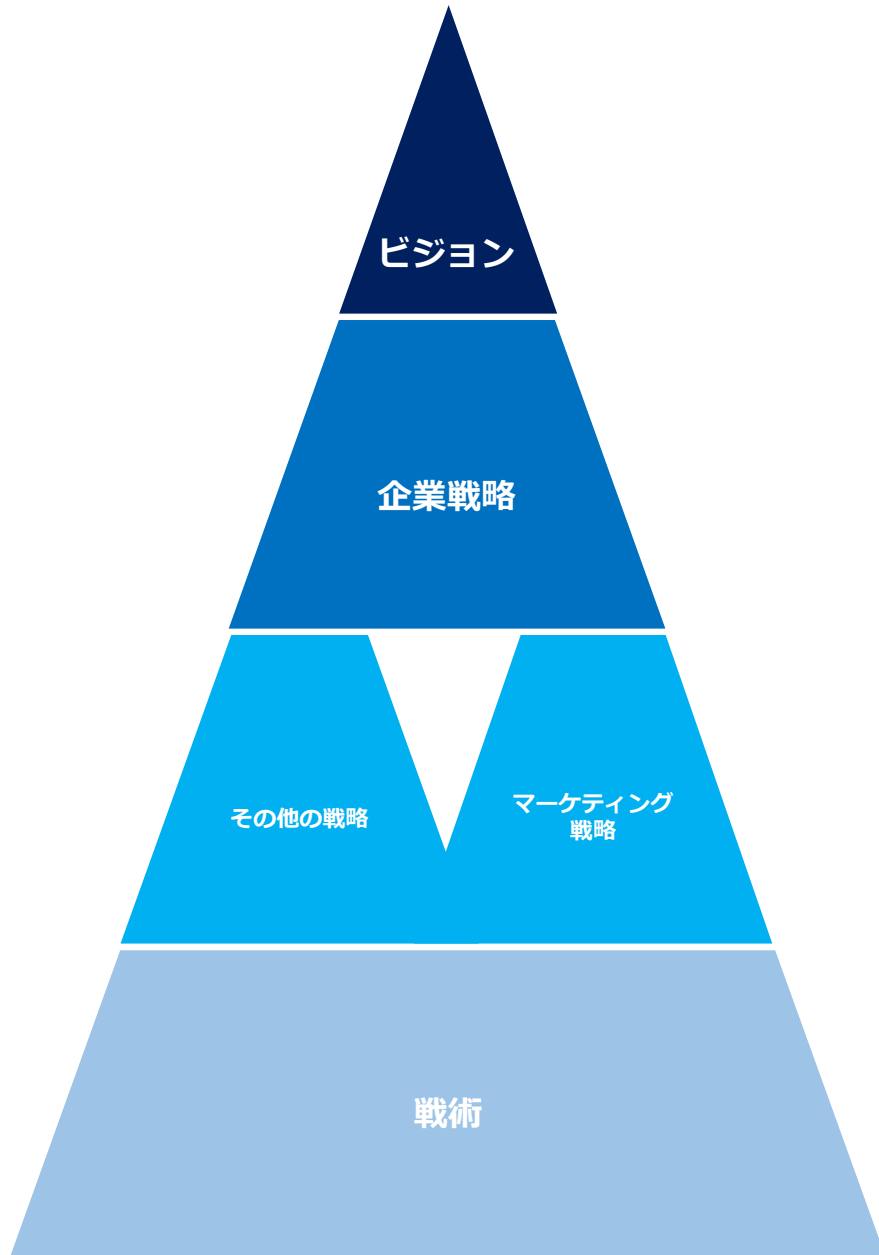 ビジョン
企業戦略
その他の戦略
マーケティング
戦略
戦術